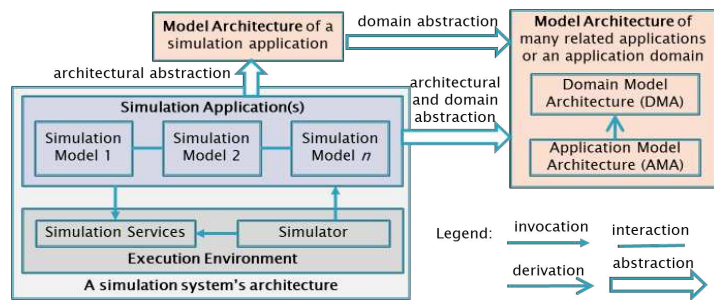 Model Architecture of a
simulation application
domain abstraction
Model Architecture of
many related applications
or an application domain
architectural abstraction
architectural
and domain
abstraction
Domain Model
Architecture (DMA)
Application Model
Architecture (AMA)
Simulation Application(s)
Simulation
Model 1
Simulation
Model 2
Simulation
Model n
Simulation Services
Simulator
Execution Environment
A simulation system's architecture
Legend:
invocation
interaction
derivation
abstraction